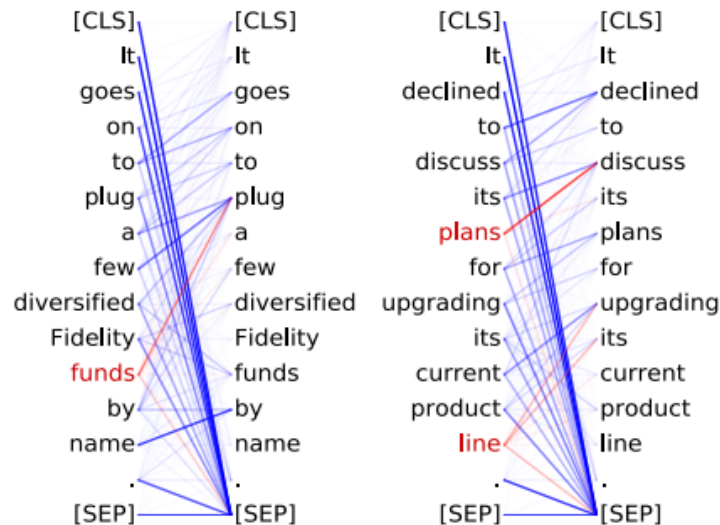 [CLS] [CLS] [CLS] [CLS]
It It It It
goes goes declined declined
on on to to
to to discuss discuss
plug plug its its
a a plans plans
few few for for
diversified diversified upgrading upgrading
Fidelity Fidelity its its
funds funds current current
by by product product
name name line line
. . . .
[SEP] [SEP] [SEP] [SEP]